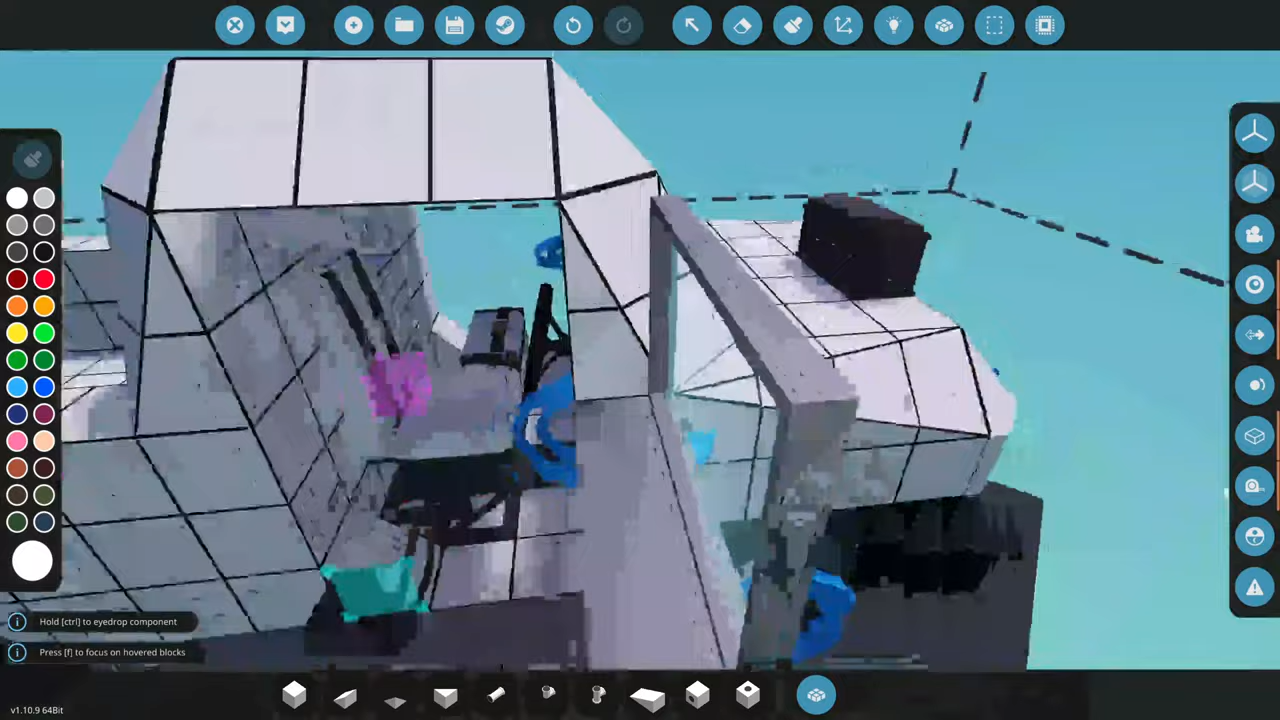 Hold [ctrl] to eyedrop component
Press [f] to focus on hovered blocks
v1.10.9 64Bit